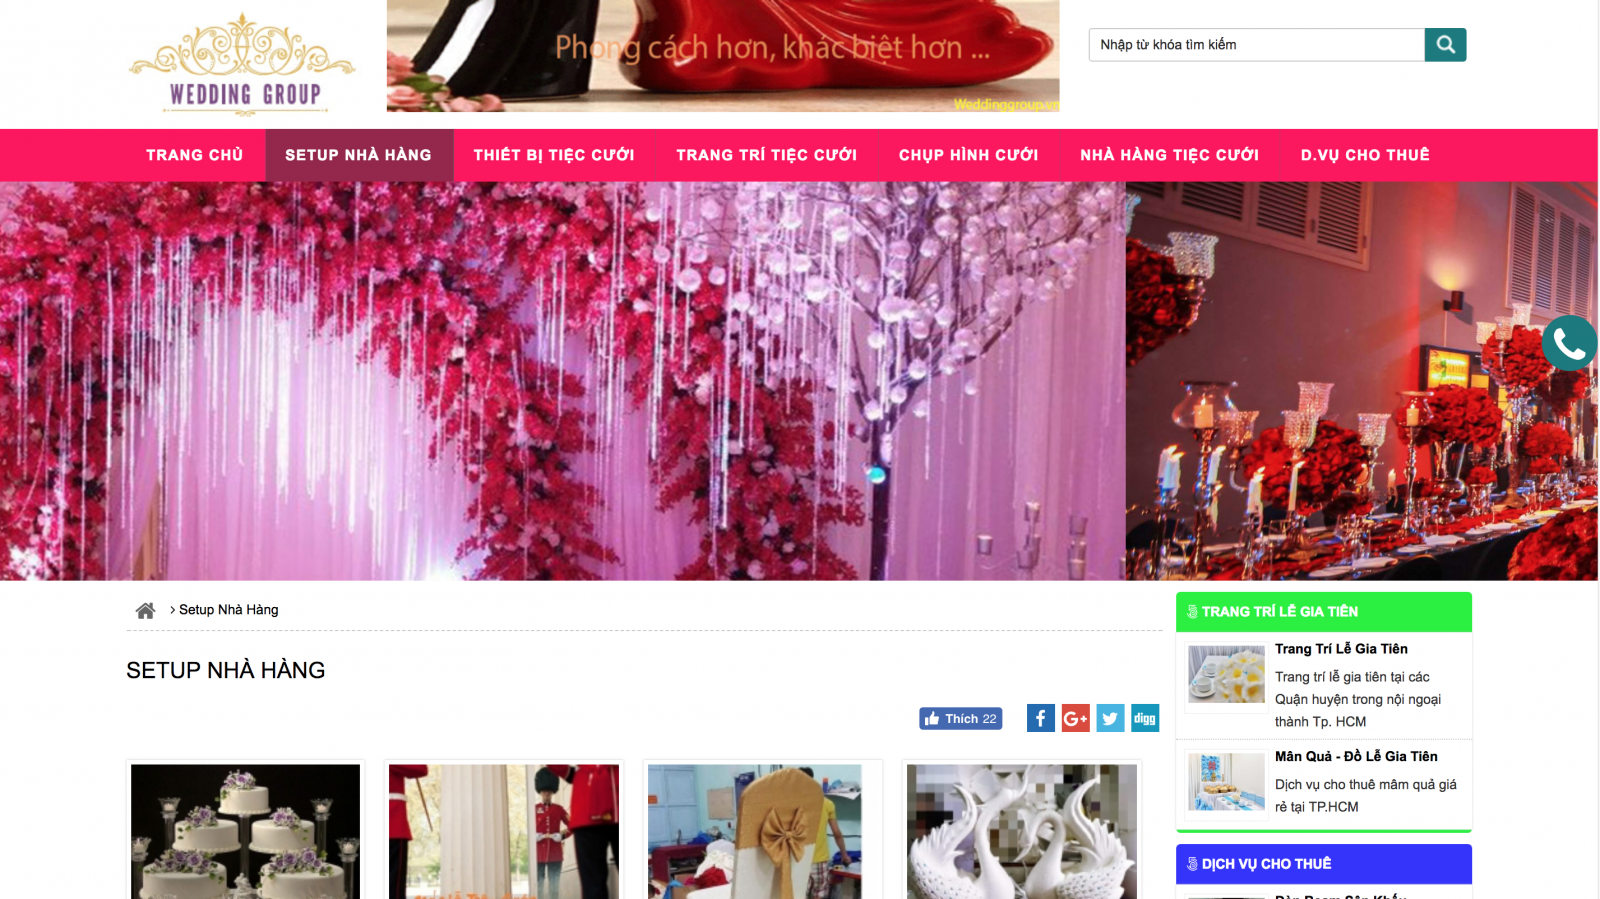 WEDDING GROUP
Phong cách hơn, khác biệt hơn ...
Weddinggroup.vn
Nhập từ khóa tìm kiếm
TRANG CHỦ
SETUP NHÀ HÀNG
THIẾT BỊ TIỆC CƯỚI
TRANG TRÍ TIỆC CƯỚI
CHỤP HÌNH CƯỚI
NHÀ HÀNG TIỆC CƯỚI
D.VỤ CHO THUÊ
› Setup Nhà Hàng
SETUP NHÀ HÀNG
Thích 22
G+
digg
TRANG TRÍ LỄ GIA TIÊN
Trang Trí Lễ Gia Tiên
Trang trí lễ gia tiên tại các
Quận huyện trong nội ngoại
thành Tp. HCM
Mân Quả - Đồ Lễ Gia Tiên
Dịch vụ cho thuê mâm quả giá
rẻ tại TP.HCM
DỊCH VỤ CHO THUÊ